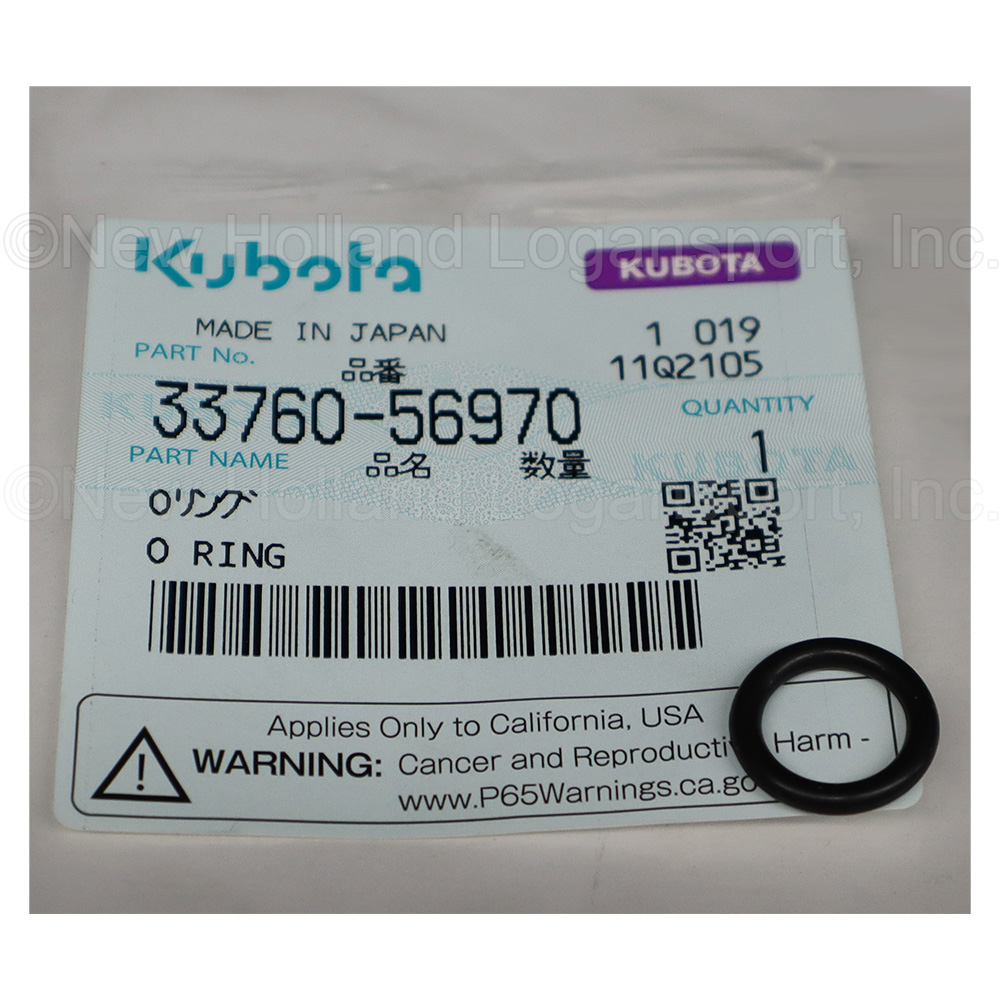 ©New Holland Logansport, Inc.
Kubota KUBOTA
MADE IN JAPAN 1 019
PART No. 品番 11Q2105
33760-56970 QUANTITY
PART NAME 品名 数量 1
KUBOTA
©New Holland Logansport, Inc.
Oリング
O RING
Applies Only to California, USA
WARNING: Cancer and Reproductiv Harm -
www.P65Warnings.ca.go